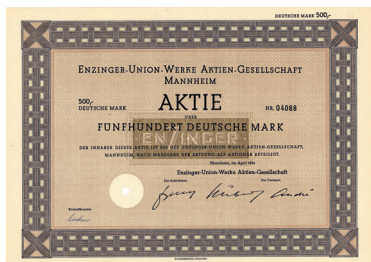 DEUTSCHE MARK 500,-
ENZINGER-UNION-WERKE AKTIEN-GESELLSCHAFT
MANNHEIM
500,-
DEUTSCHE MARK
AKTIE
NR. 04088
ÜBER
FÜNFHUNDERT DEUTSCHE MARK
ENZINGER
DER INHABER DIESER AKTIE IST BEI DER ENZINGER-UNION-WERKE AKTIEN-GESELLSCHAFT,
MANNHEIM, NACH MASSGABE DER SATZUNG ALS AKTIONÄR BETEILIGT.
Mannheim, im April
Enzinger-Union-Werke Aktien-Gesellschaft
Der Aufsichtsrat. Der Vorstand.